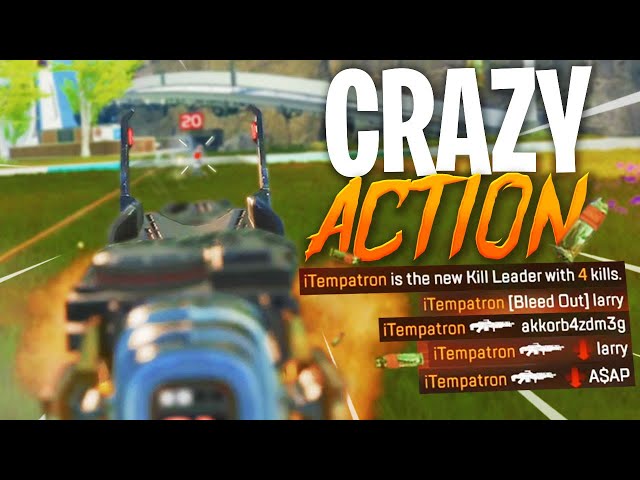 20
CRAZY
ACTION
iTempatron is the new Kill Leader with 4 kills.
iTempatron [Bleed Out] larry
iTempatron akkorb4zdm3g
iTempatron larry
iTempatron A$AP